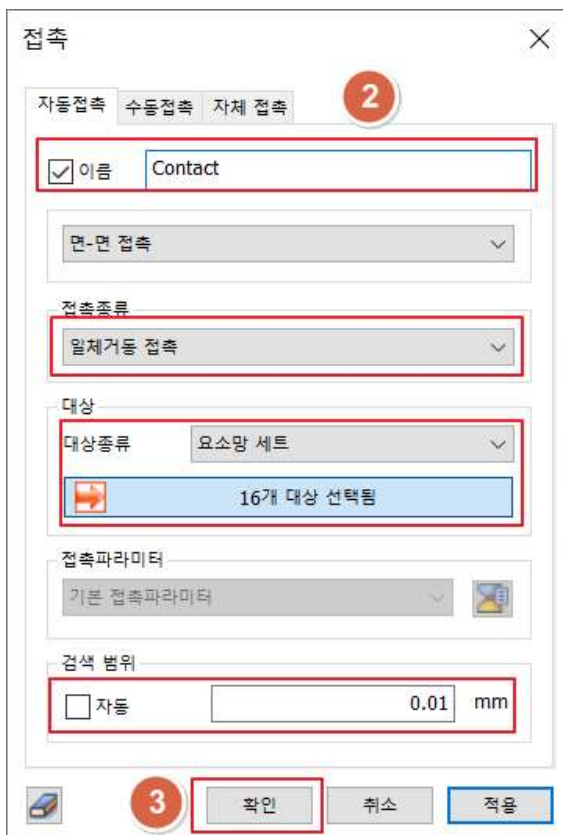 접촉
자동접촉 수동접촉 자체 접촉
2
이름 Contact
면-면 접촉
접촉종류
일체거동 접촉
대상
대상종류 요소망 세트
16개 대상 선택됨
접촉파라미터
기본 접촉파라미터
검색 범위
자동 0.01 mm
3 확인 취소 적용